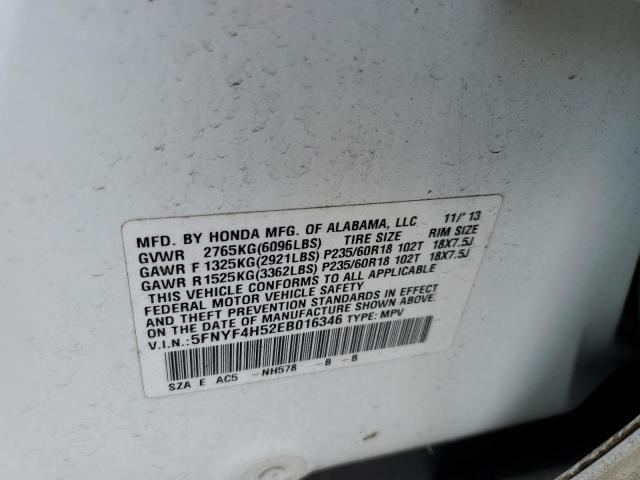 MFD. BY HONDA MFG. OF ALABAMA, LLC 11/'13
GVWR 2765KG(6096LBS) TIRE SIZE RIM SIZE
GAWR F 1325KG(2921LBS) P235/60R18 102T 18X7.5J
GAWR R 1525KG(3362LBS) P235/60R18 102T 18X7.5J
THIS VEHICLE CONFORMS TO ALL APPLICABLE
FEDERAL MOTOR VEHICLE SAFETY
AND THEFT PREVENTION STANDARDS IN EFFECT
ON THE DATE OF MANUFACTURE SHOWN ABOVE.
V.I.N.:5FNYF4H52EB016346 TYPE: MPV
SZA E AC5 -NH578 -B -B